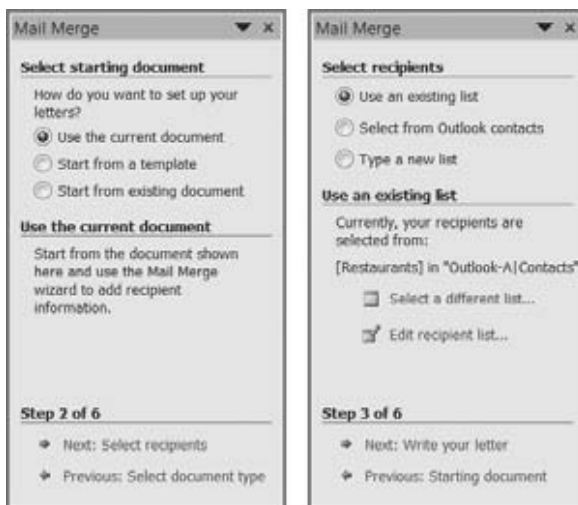 Mail Merge
Select starting document
How do you want to set up your
letters?
Use the current document
Start from a template
Start from existing document
Use the current document
Start from the document shown
here and use the Mail Merge
wizard to add recipient
information.
Step 2 of 6
Next: Select recipients
Previous: Select document type
Mail Merge
Select recipients
Use an existing list
Select from Outlook contacts
Type a new list
Use an existing list
Currently, your recipients are
selected from:
[Restaurants] in "Outlook-A|Contacts"
Select a different list...
Edit recipient list...
Step 3 of 6
Next: Write your letter
Previous: Starting document